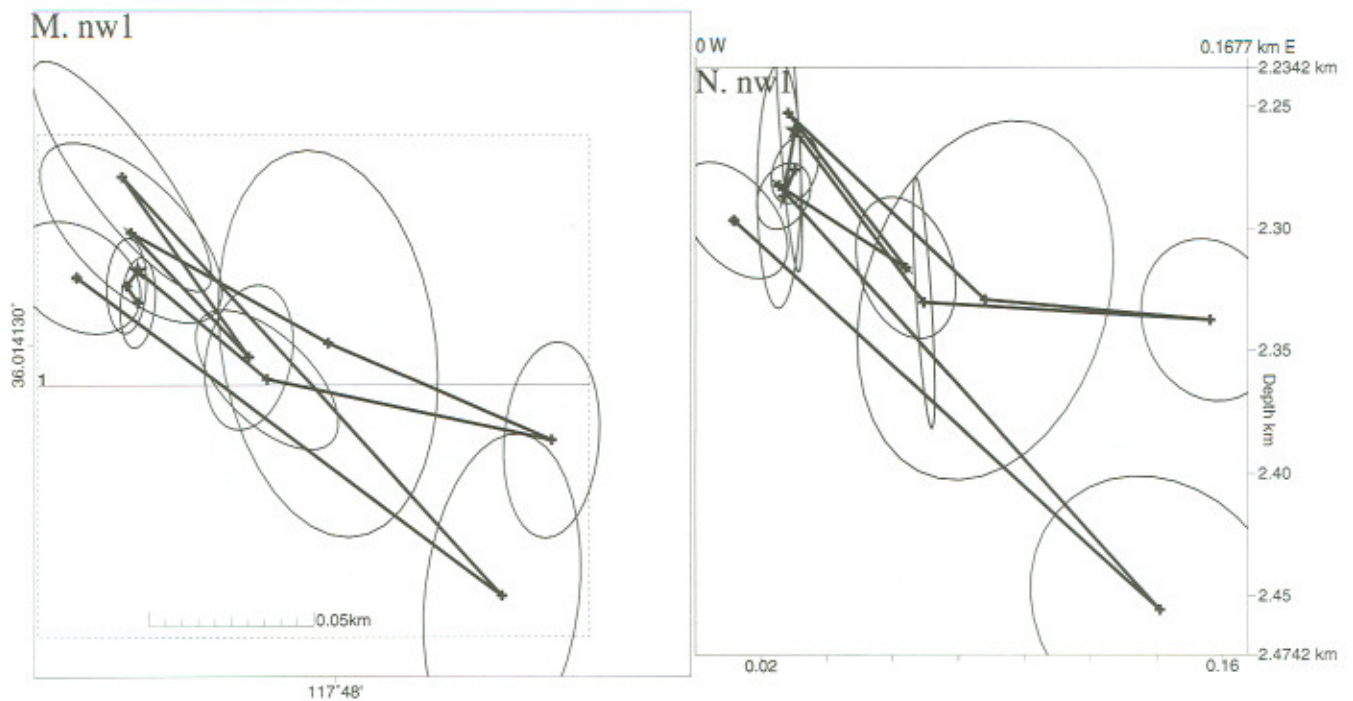 M. nw1
36.014130°
1
0.05km
117°48'
0 W
0.1677 km E
N. nw1
2.2342 km
2.25
2.30
2.35
Depth km
2.40
2.45
2.4742 km
0.02
0.16